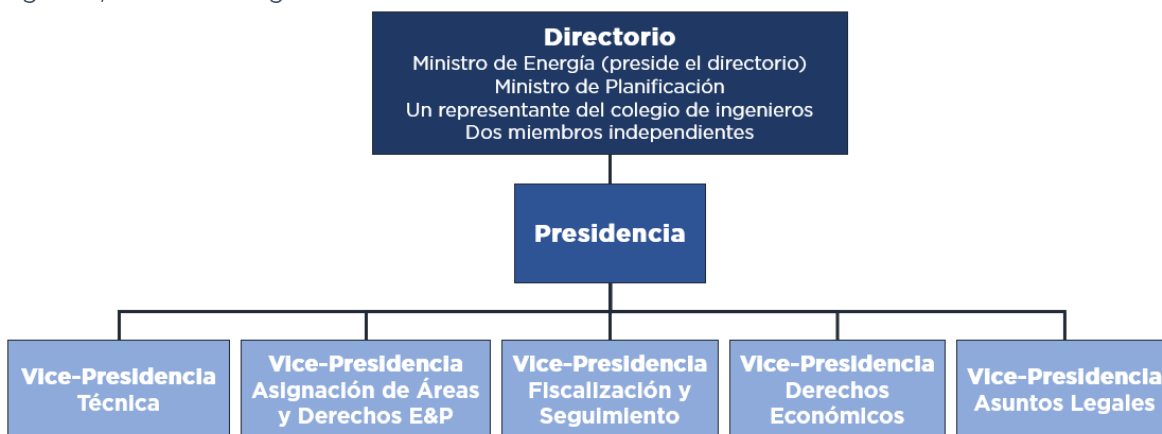 Directorio
Ministro de Energía (preside el directorio)
Ministro de Planificación
Un representante del colegio de ingenieros
Dos miembros independientes
Presidencia
Vice-Presidencia
Técnica
Vice-Presidencia
Asignación de Áreas
y Derechos E&P
Vice-Presidencia
Fiscalización y
Seguimiento
Vice-Presidencia
Derechos
Económicos
Vice-Presidencia
Asuntos Legales